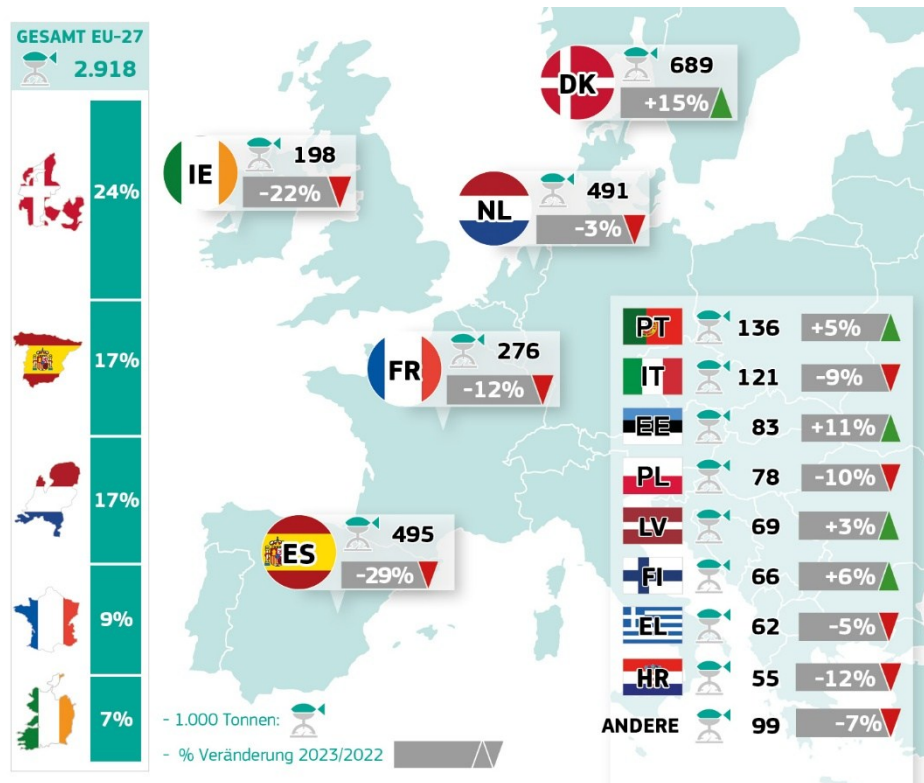 GESAMT EU-27
2.918
24%
17%
17%
9%
7%
DK 689
+15%
IE 198
-22%
NL 491
-3%
FR 276
-12%
ES 495
-29%
PT 136 +5%
IT 121 -9%
EE 83 +11%
PL 78 -10%
LV 69 +3%
FI 66 +6%
EL 62 -5%
HR 55 -12%
ANDERE 99 -7%
- 1.000 Tonnen:
- % Veränderung 2023/2022